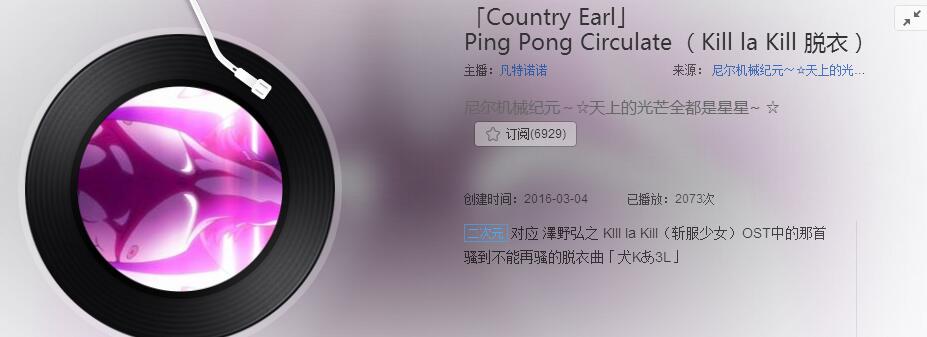 「Country Earl」
Ping Pong Circulate （Kill la Kill 脱衣）
主播：凡特诺诺 来源：尼尔机械纪元～☆天上的光...
尼尔机械纪元～☆天上的光芒全都是星星~ ☆
订阅(6929)
创建时间：2016-03-04 已播放：2073次
二次元 对应 澤野弘之 KIll la Kill（斩服少女）OST中的那首
骚到不能再骚的脱衣曲「犬Kあ3L」